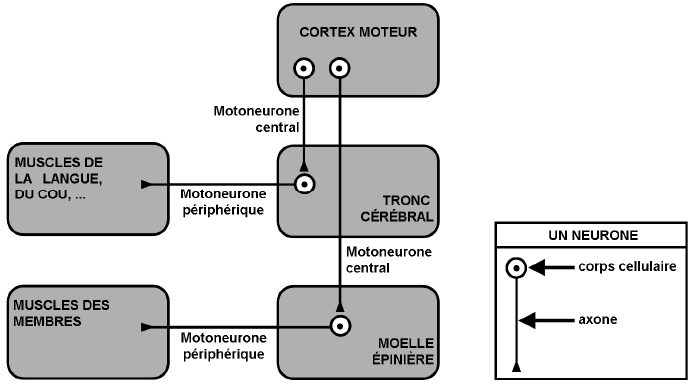 CORTEX MOTEUR
Motoneurone
central
MUSCLES DE
LA LANGUE,
DU COU, ...
Motoneurone
périphérique
TRONC
CÉRÉBRAL
Motoneurone
central
MUSCLES DES
MEMBRES
Motoneurone
périphérique
MOELLE
ÉPINIÈRE
UN NEURONE
corps cellulaire
axone